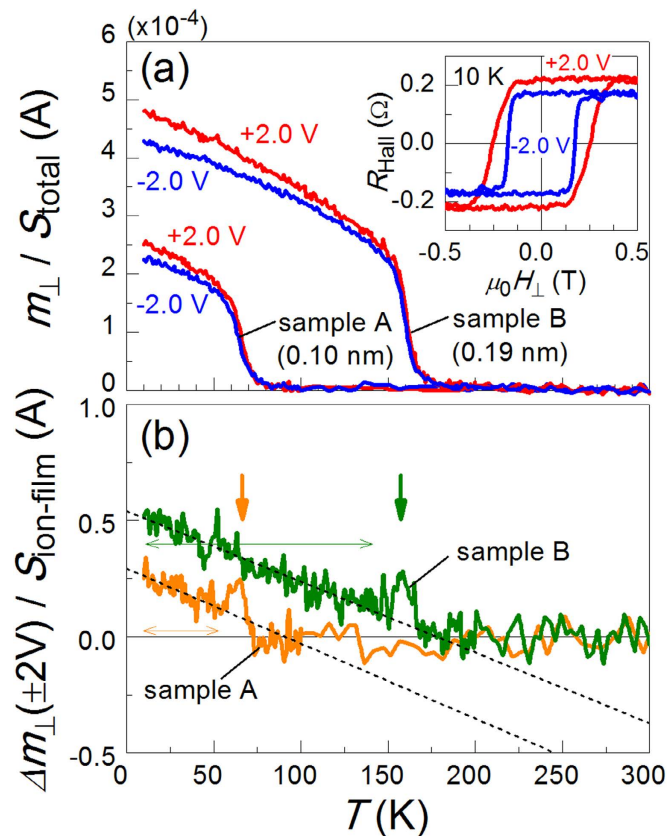 (x10⁻⁴)
6
5
4
3
2
1
0
m⊥ / S_total (A)
(a)
+2.0 V
-2.0 V
+2.0 V
-2.0 V
sample A
(0.10 nm)
sample B
(0.19 nm)
10 K
+2.0 V
-2.0 V
R_Hall (Ω)
0.2
0.0
-0.2
-0.5 0.0 0.5
μ₀H⊥ (T)
1.0
0.5
0.0
-0.5
Δm⊥(±2V) / S_ion-film (A)
(b)
sample B
sample A
0 50 100 150 200 250 300
T (K)